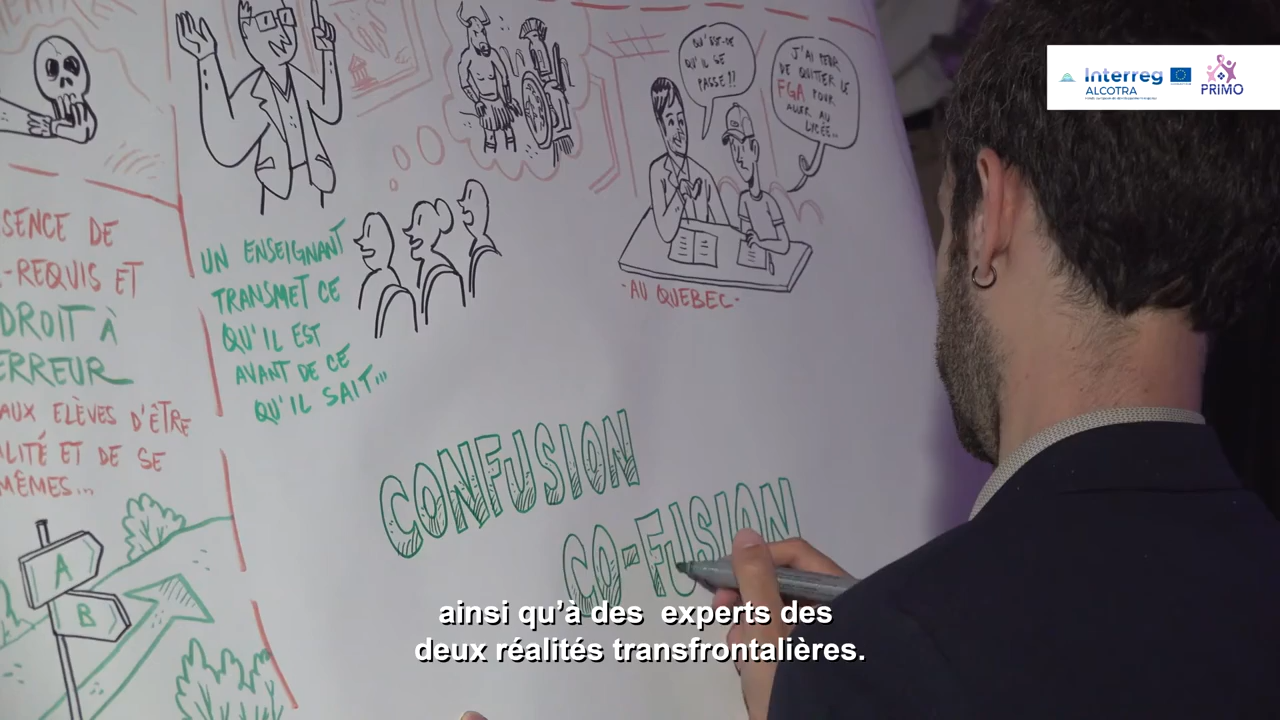 Interreg
ALCOTRA
PRIMO
QU'EST-CE
QU'IL SE
PASSE ??
J'AI PEUR
DE QUITTER LE
FGA POUR
ALLER AU
LYCÉE...
-AU QUEBEC-
SENCE DE
-REQUIS ET
DROIT À
ERREUR
AUX ELÈVES D'ÊTRE
LITÉ ET DE SE
MÊMES...
A
B
UN ENSEIGNANT
TRANSMET CE
QU'IL EST
AVANT DE CE
QU'IL SAIT...
CONFUSION
CO-FUSION
ainsi qu'à des experts des
deux réalités transfrontalières.